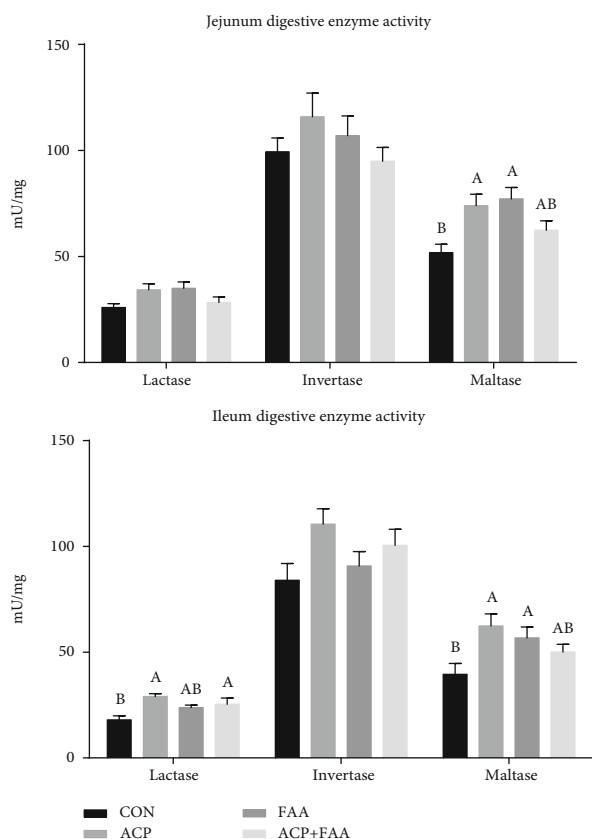 Jejunum digestive enzyme activity
150
100
50
0
mU/mg
B
A
A
AB
Lactase
Invertase
Maltase
Ileum digestive enzyme activity
150
100
50
0
mU/mg
B
A
AB
A
B
A
A
AB
Lactase
Invertase
Maltase
CON
FAA
ACP
ACP+FAA